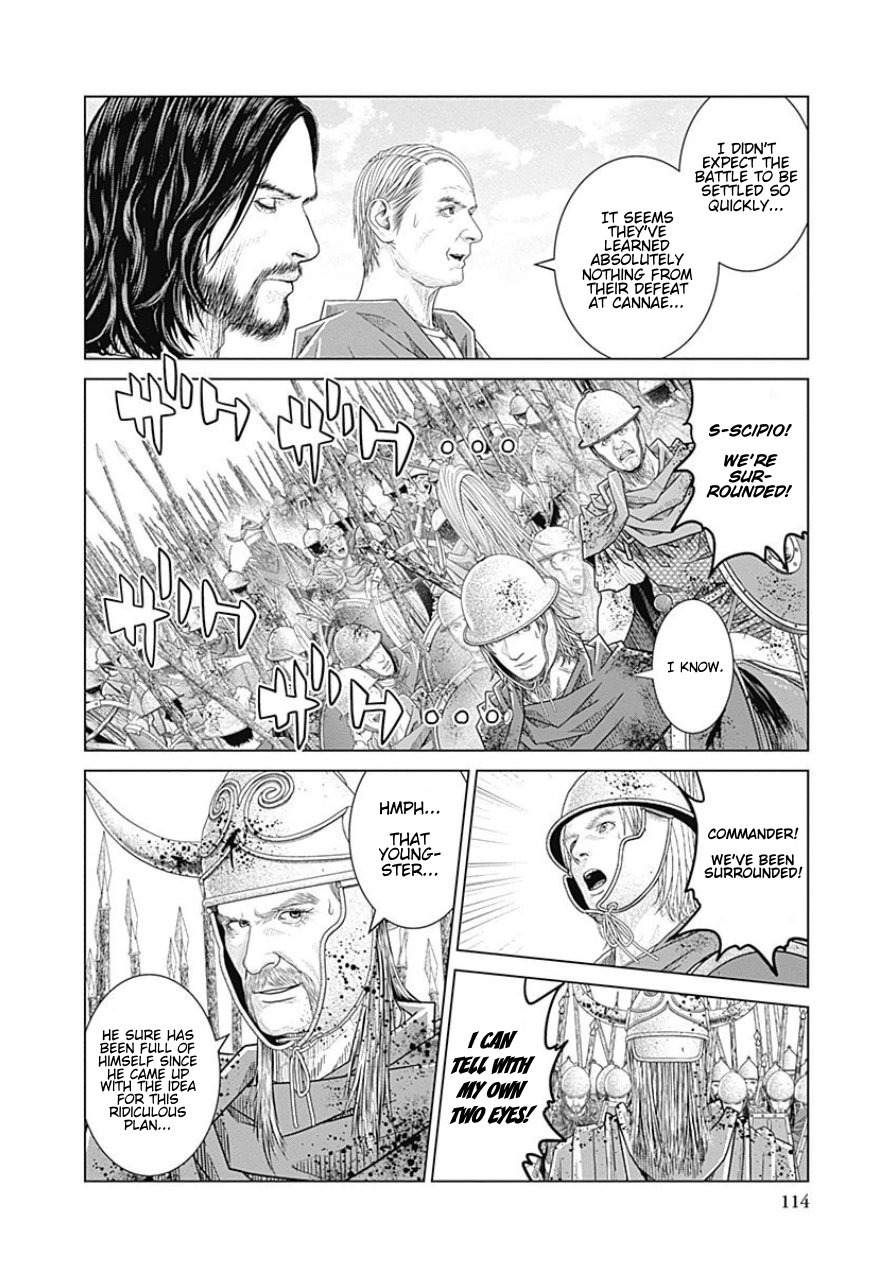 I DIDN'T
EXPECT THE
BATTLE TO BE
SETTLED SO
QUICKLY...
IT SEEMS
THEY'VE
LEARNED
ABSOLUTELY
NOTHING FROM
THEIR DEFEAT
AT CANNAE...
S-SCIPIO!
WE'RE
SUR-
ROUNDED!
ザッ
ザッ
ザッ
ザッ
I KNOW.
COMMANDER!
WE'VE BEEN
SURROUNDED!
I CAN
TELL WITH
MY OWN
TWO EYES!
HMPH...
THAT
YOUNG-
STER...
HE SURE HAS
BEEN FULL OF
HIMSELF SINCE
HE CAME UP
WITH THE IDEA
FOR THIS
RIDICULOUS
PLAN...
114